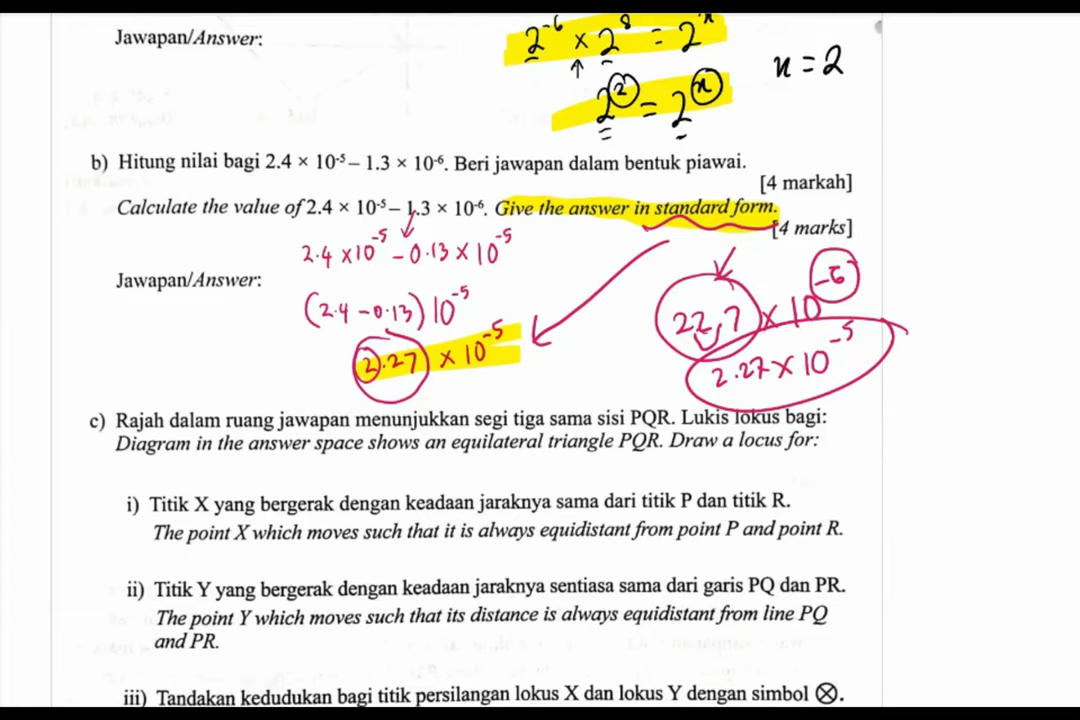 Jawapan/Answer:
2⁻⁶ × 2⁸ = 2ⁿ
2² = 2ⁿ
n = 2
b) Hitung nilai bagi 2.4 × 10⁻⁵ – 1.3 × 10⁻⁶. Beri jawapan dalam bentuk piawai.
[4 markah]
Calculate the value of 2.4 × 10⁻⁵ – 1.3 × 10⁻⁶. Give the answer in standard form.
[4 marks]
2.4 × 10⁻⁵ – 0.13 × 10⁻⁵
Jawapan/Answer:
(2.4 – 0.13) 10⁻⁵
2.27 × 10⁻⁵
22.7 × 10⁻⁶
2.27 × 10⁻⁵
c) Rajah dalam ruang jawapan menunjukkan segi tiga sama sisi PQR. Lukis lokus bagi:
Diagram in the answer space shows an equilateral triangle PQR. Draw a locus for:
i) Titik X yang bergerak dengan keadaan jaraknya sama dari titik P dan titik R.
The point X which moves such that it is always equidistant from point P and point R.
ii) Titik Y yang bergerak dengan keadaan jaraknya sentiasa sama dari garis PQ dan PR.
The point Y which moves such that its distance is always equidistant from line PQ
and PR.
iii) Tandakan kedudukan bagi titik persilangan lokus X dan lokus Y dengan simbol ⊗.